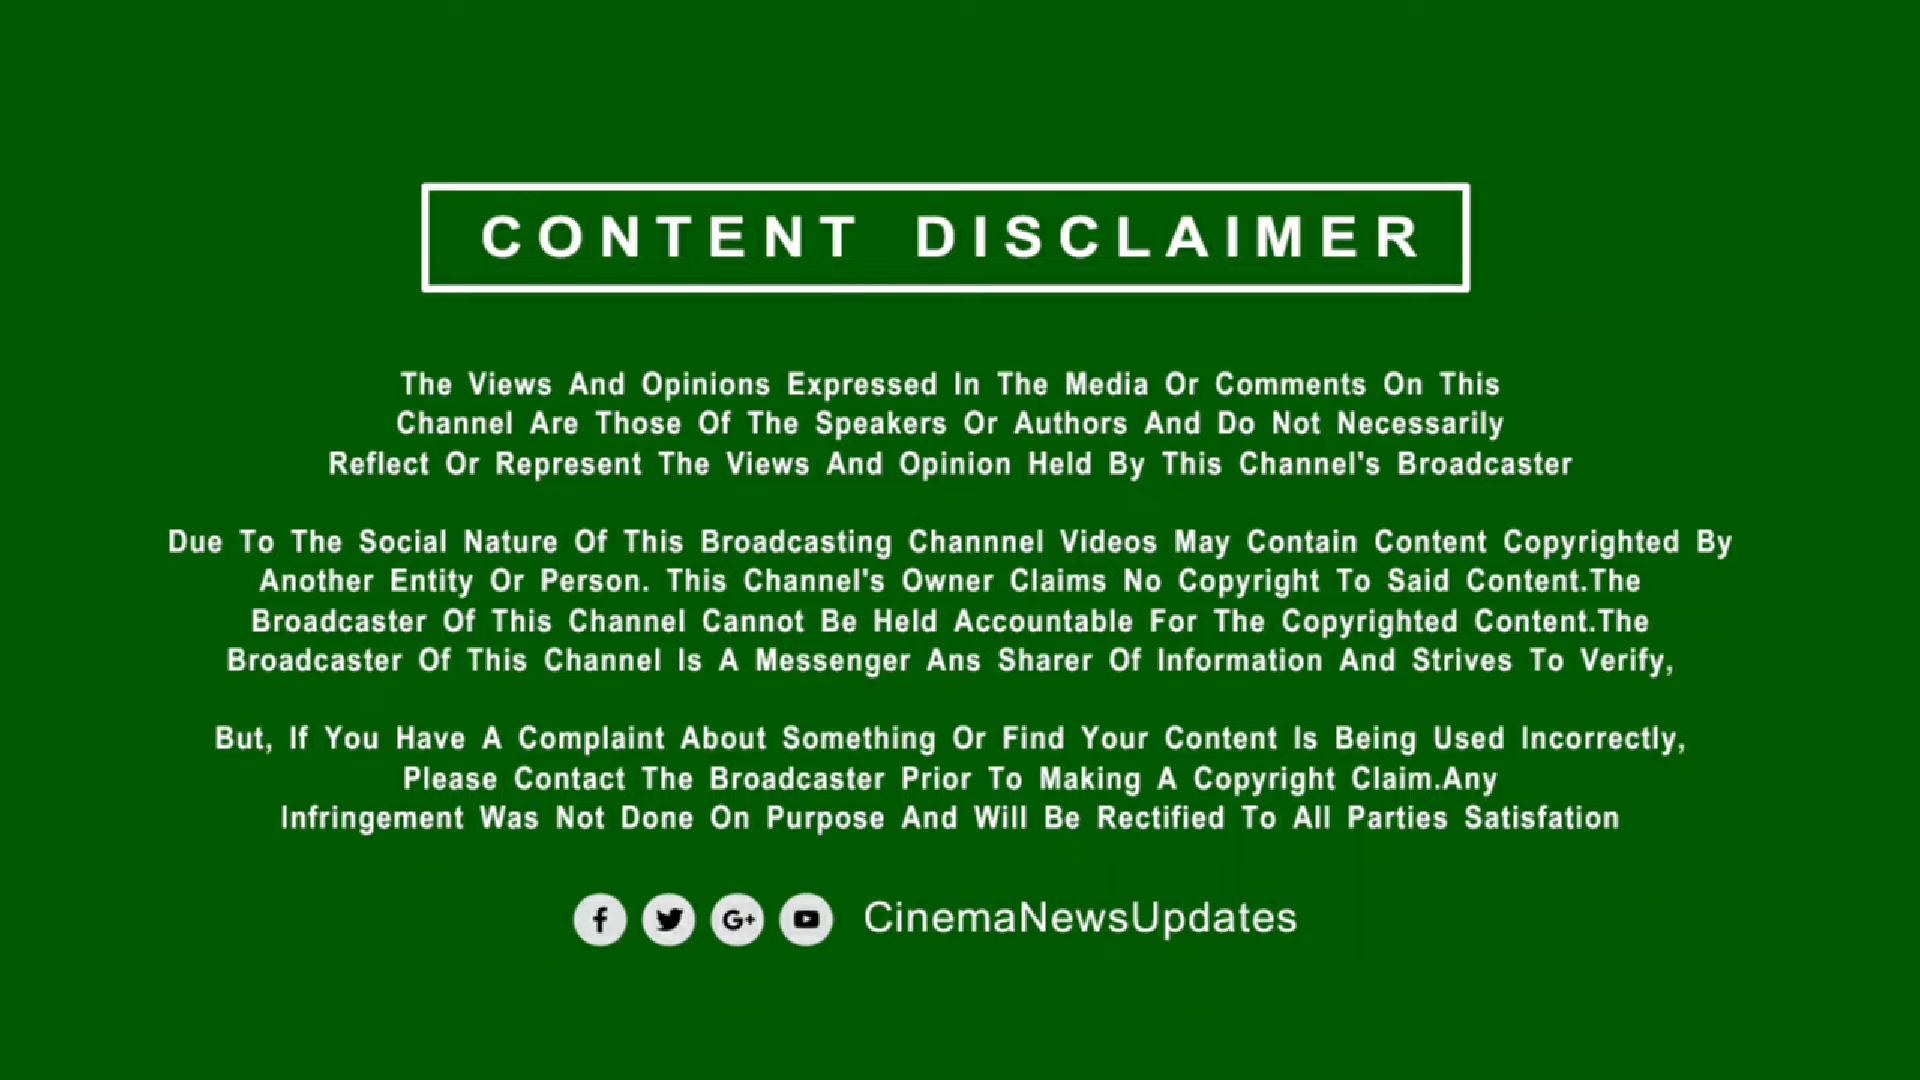 CONTENT DISCLAIMER
The Views And Opinions Expressed In The Media Or Comments On This
Channel Are Those Of The Speakers Or Authors And Do Not Necessarily
Reflect Or Represent The Views And Opinion Held By This Channel's Broadcaster
Due To The Social Nature Of This Broadcasting Channnel Videos May Contain Content Copyrighted By
Another Entity Or Person. This Channel's Owner Claims No Copyright To Said Content.The
Broadcaster Of This Channel Cannot Be Held Accountable For The Copyrighted Content.The
Broadcaster Of This Channel Is A Messenger Ans Sharer Of Information And Strives To Verify,
But, If You Have A Complaint About Something Or Find Your Content Is Being Used Incorrectly,
Please Contact The Broadcaster Prior To Making A Copyright Claim.Any
Infringement Was Not Done On Purpose And Will Be Rectified To All Parties Satisfation
f G+ CinemaNewsUpdates